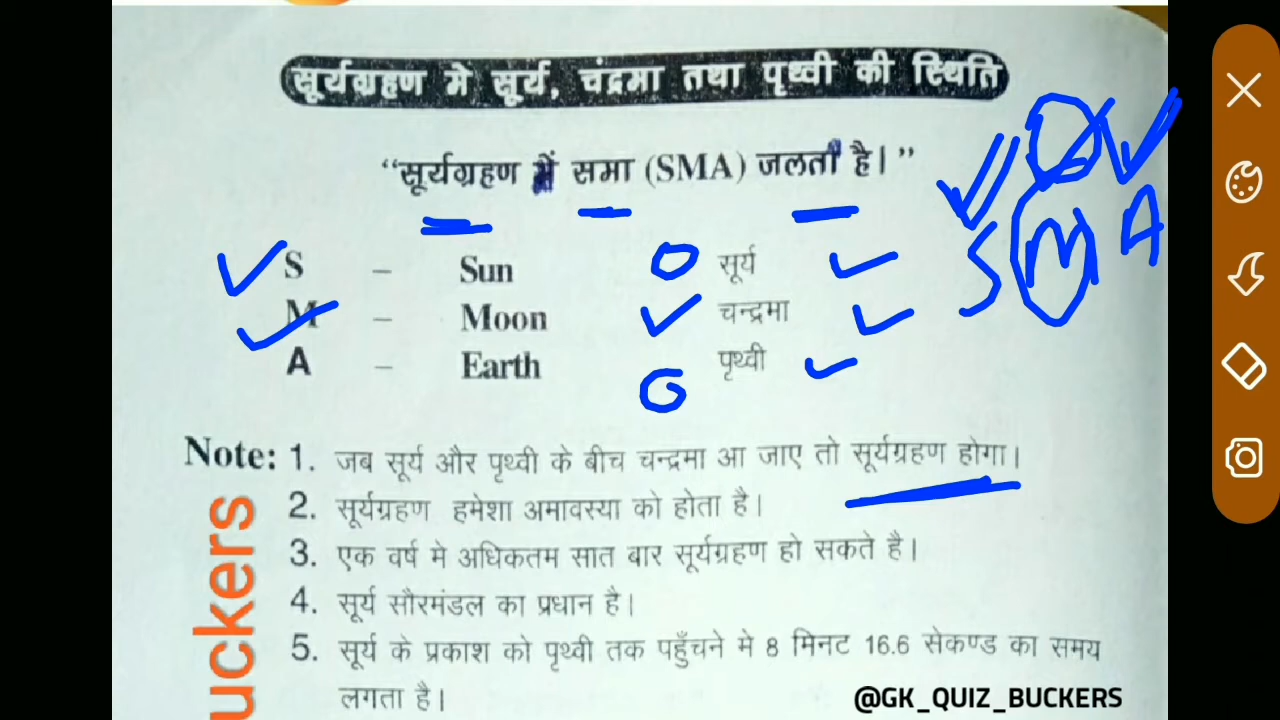 सूर्यग्रहण मे सूर्य, चंद्रमा तथा पृथ्वी की स्थिति
“सूर्यग्रहण में समा (SMA) जलता है।”
S – Sun सूर्य
M – Moon चन्द्रमा
A – Earth पृथ्वी
S M A
Note: 1. जब सूर्य और पृथ्वी के बीच चन्द्रमा आ जाए तो सूर्यग्रहण होगा।
2. सूर्यग्रहण हमेशा अमावस्या को होता है।
3. एक वर्ष मे अधिकतम सात बार सूर्यग्रहण हो सकते है।
4. सूर्य सौरमंडल का प्रधान है।
5. सूर्य के प्रकाश को पृथ्वी तक पहुँचने मे 8 मिनट 16.6 सेकण्ड का समय
लगता है।
uckers
@GK_QUIZ_BUCKERS